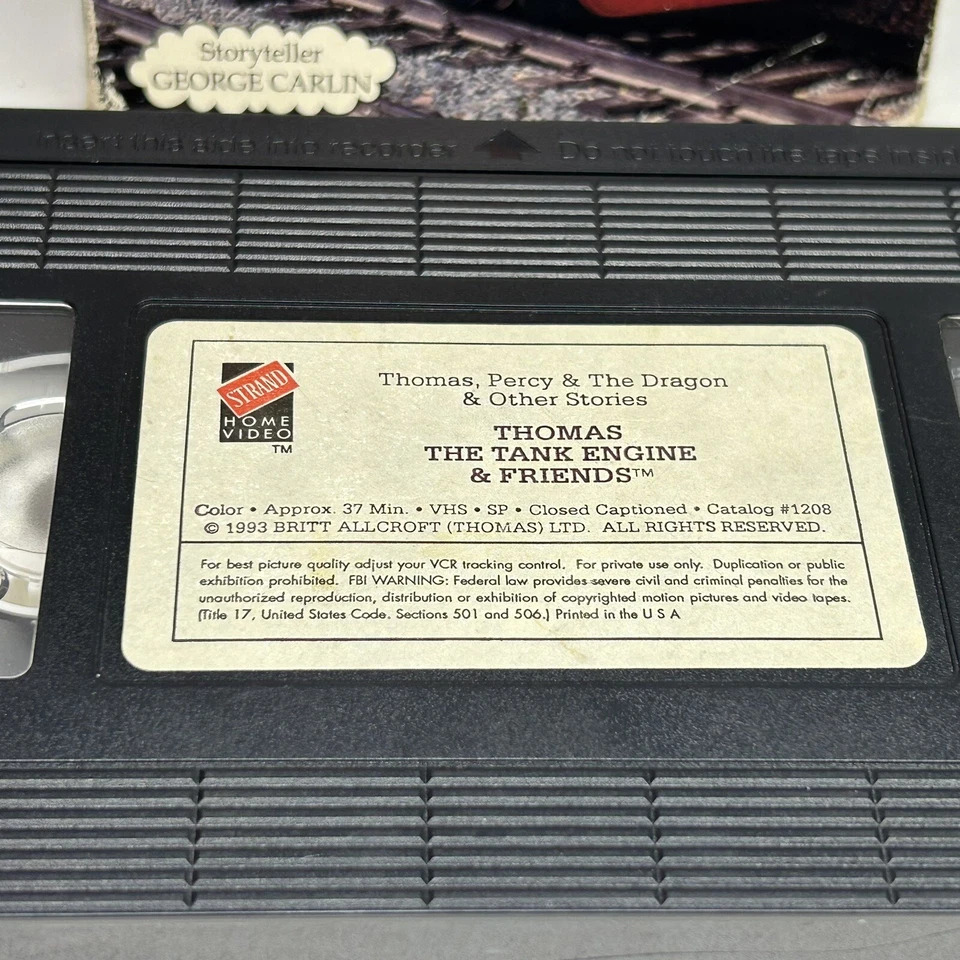 Storyteller
GEORGE CARLIN
Insert this side into recorder
Do not touch the tape inside
STRAND
HOME
VIDEO
TM
Thomas, Percy & The Dragon
& Other Stories
THOMAS
THE TANK ENGINE
& FRIENDS™
Color • Approx. 37 Min. • VHS • SP • Closed Captioned • Catalog #1208
© 1993 BRITT ALLCROFT (THOMAS) LTD. ALL RIGHTS RESERVED.
For best picture quality adjust your VCR tracking control. For private use only. Duplication or public
exhibition prohibited. FBI WARNING: Federal law provides severe civil and criminal penalties for the
unauthorized reproduction, distribution or exhibition of copyrighted motion pictures and video tapes.
(Title 17, United States Code. Sections 501 and 506.) Printed in the U S A